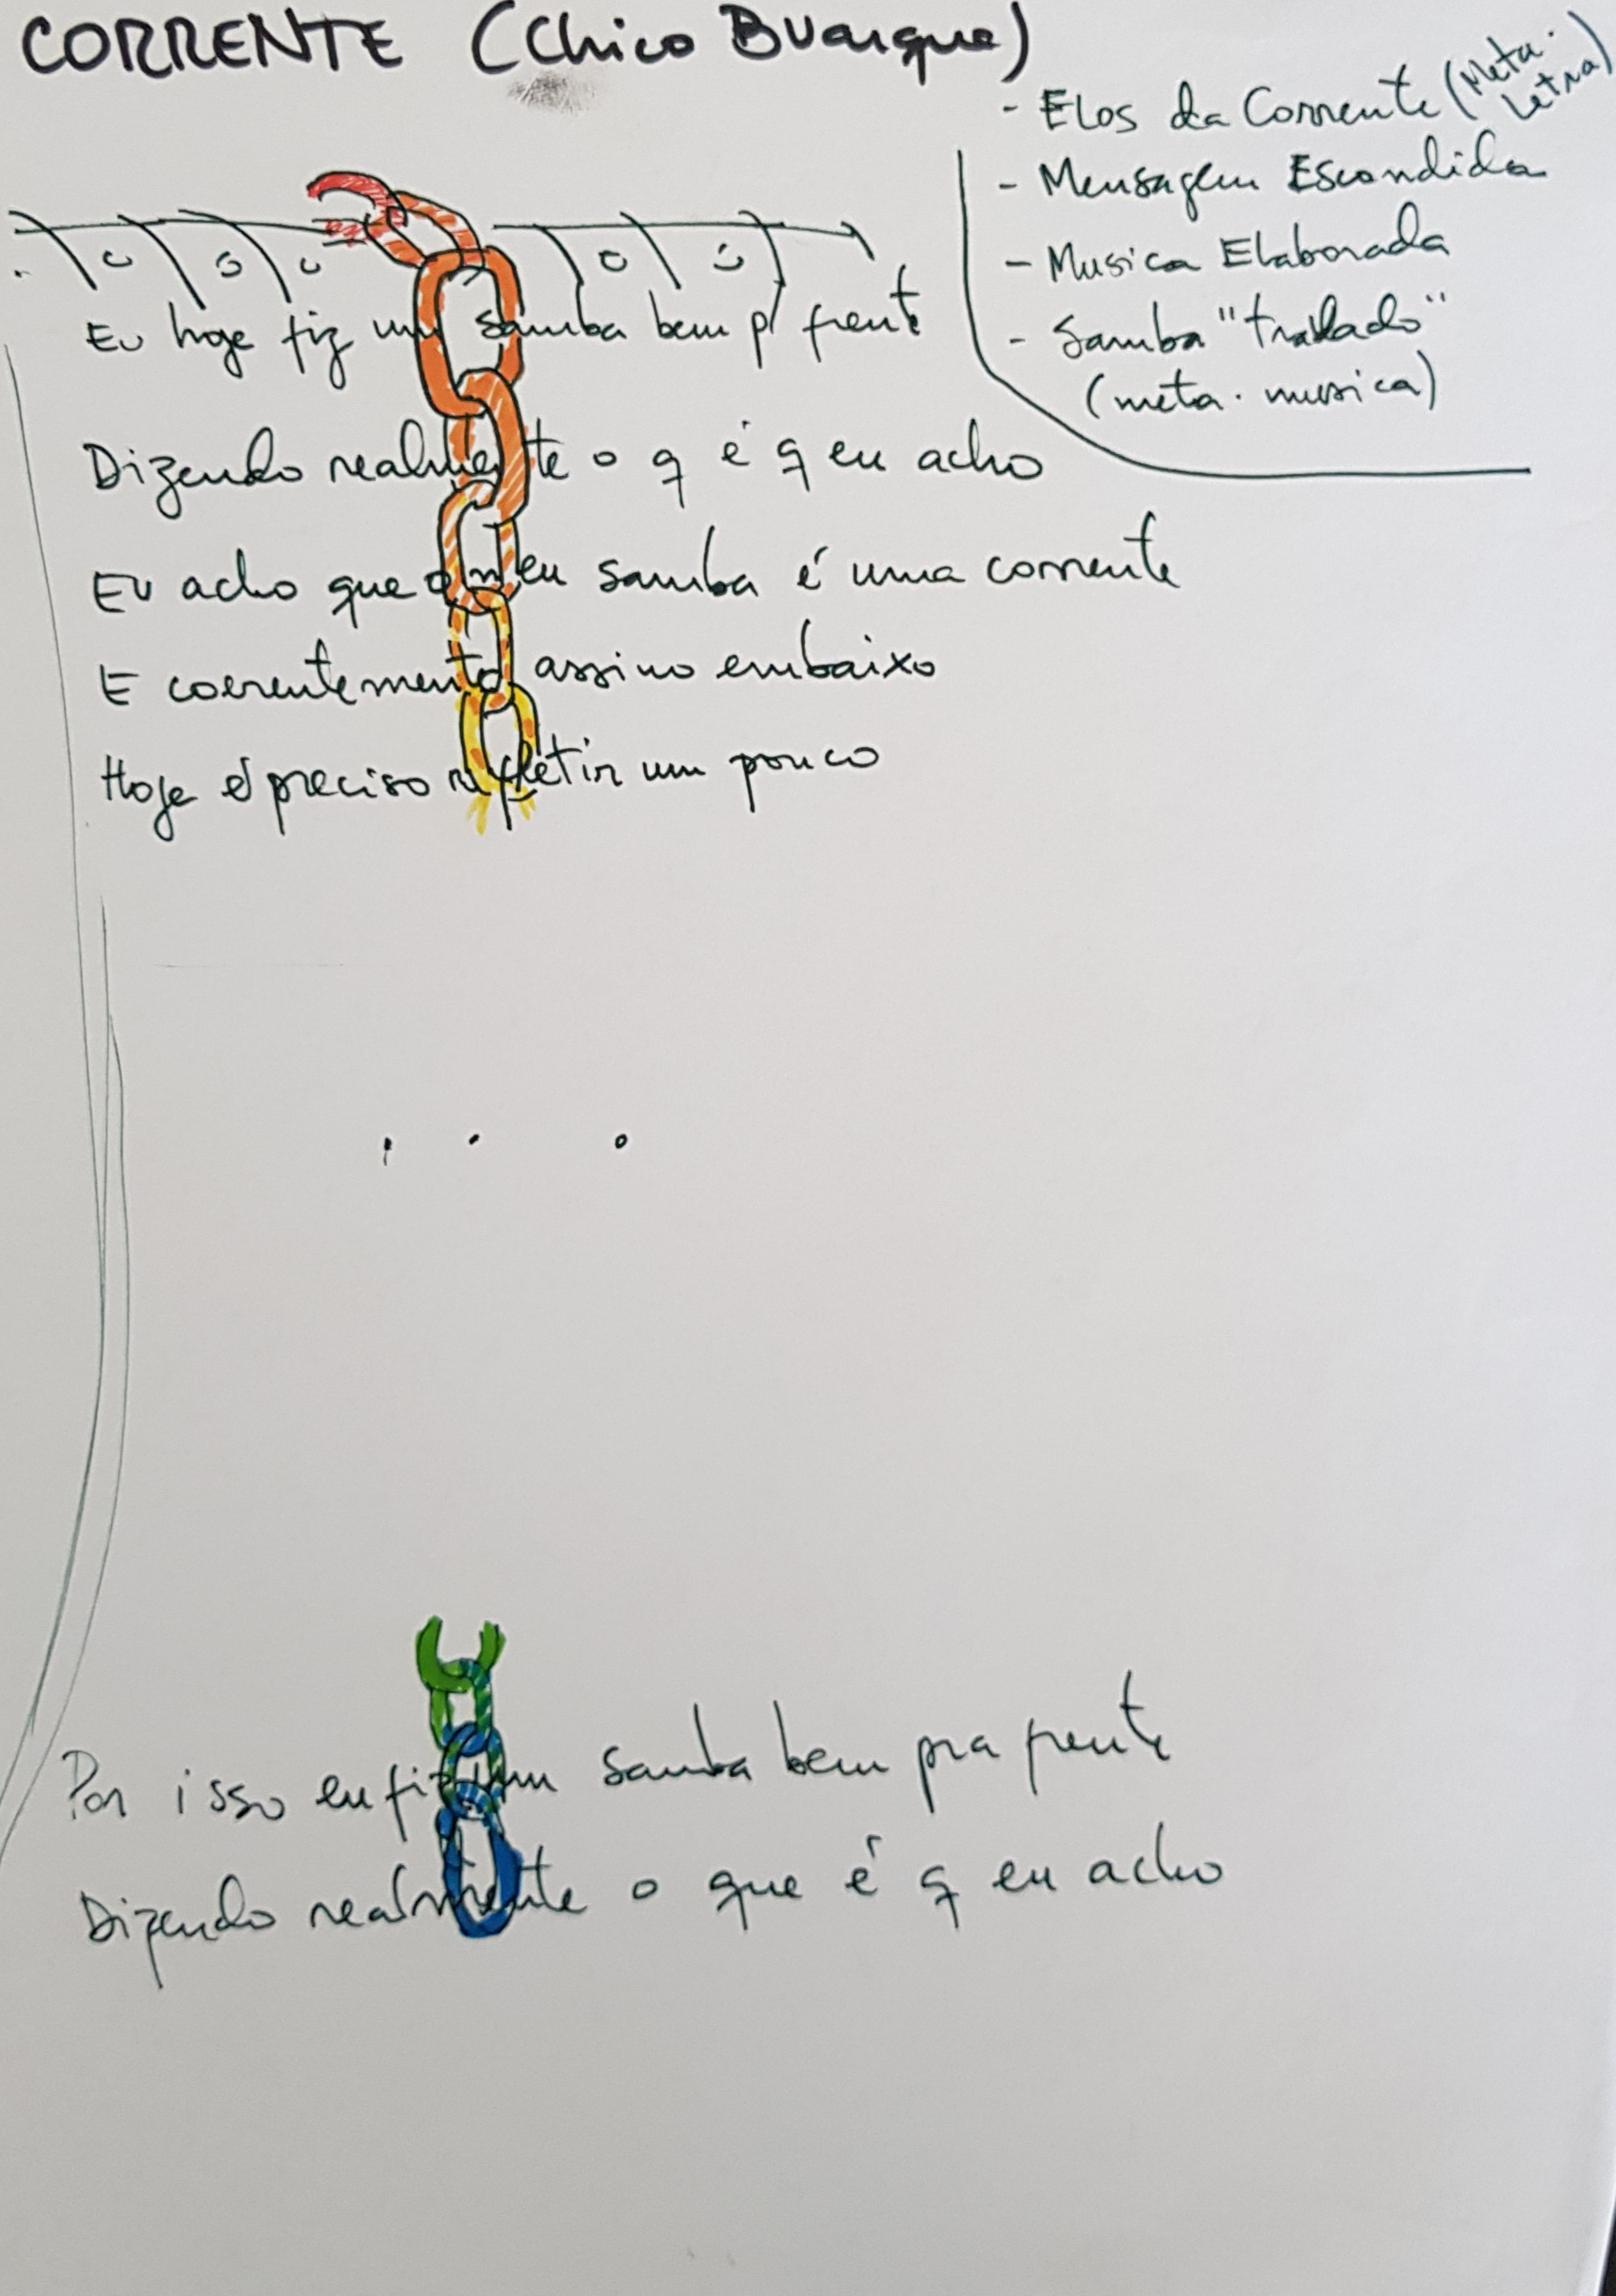 CORRENTE (Chico Buarque)
- Elos da Corrente (Meta-Letra)
- Mensagem Escondida
- Musica Elaborada
- Samba "travado"
(meta-musica)
Eu hoje fiz um samba bem p/ frente
Dizendo realmente o q é q eu acho
Eu acho que o meu samba é uma corrente
E coerentemente assino embaixo
Hoje é preciso refletir um pouco
. . .
Por isso eu fiz um samba bem pra frente
Dizendo realmente o que é q eu acho